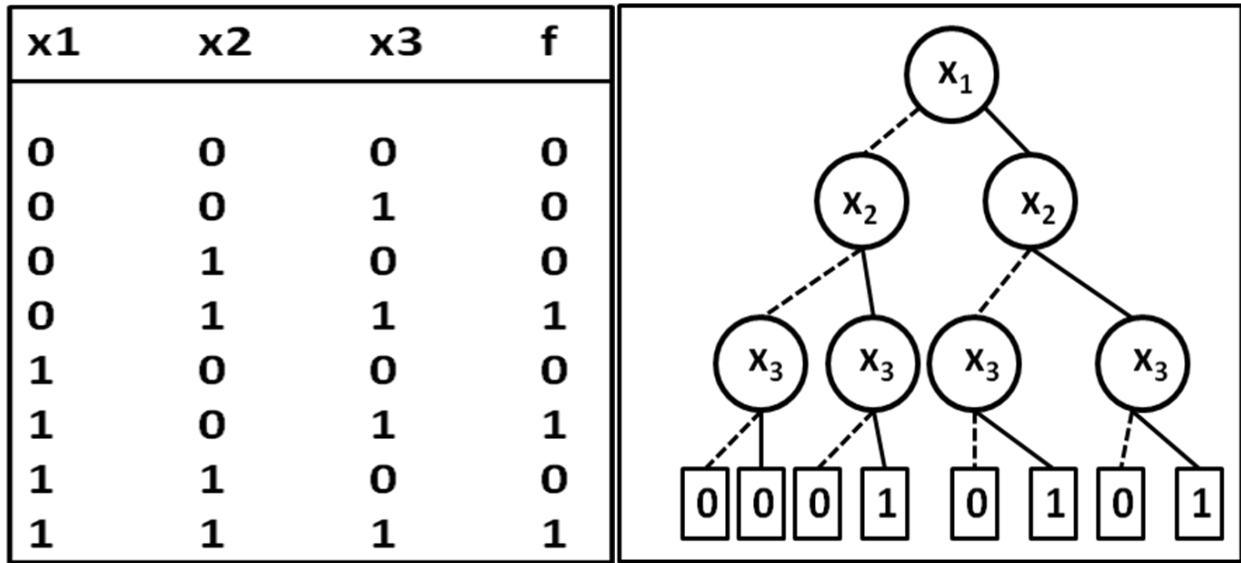 x1 x2 x3 f
0 0 0 0
0 0 1 0
0 1 0 0
0 1 1 1
1 0 0 0
1 0 1 1
1 1 0 0
1 1 1 1
x₁
x₂ x₂
x₃ x₃ x₃ x₃
0 0 0 1 0 1 0 1